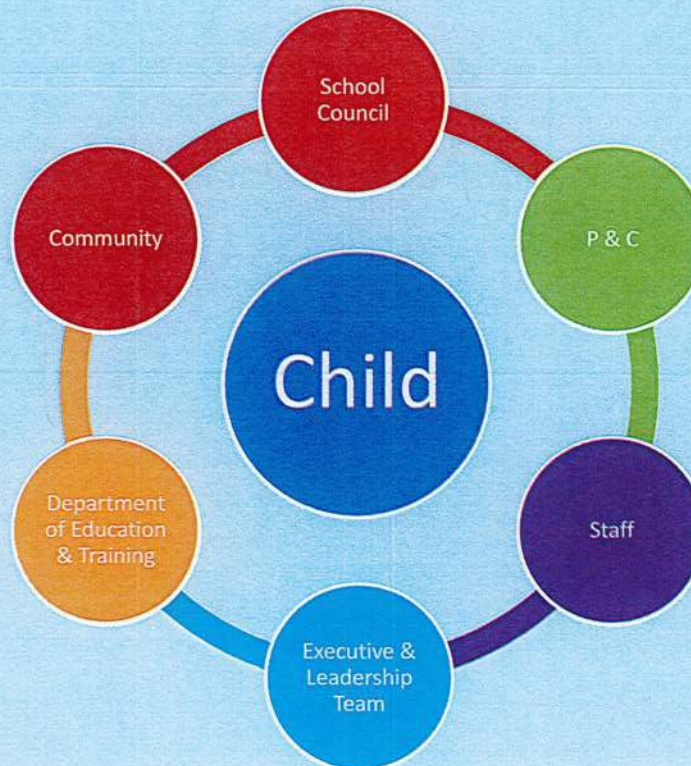 School
Council
Community
P & C
Child
Department
of Education
& Training
Staff
Executive &
Leadership
Team